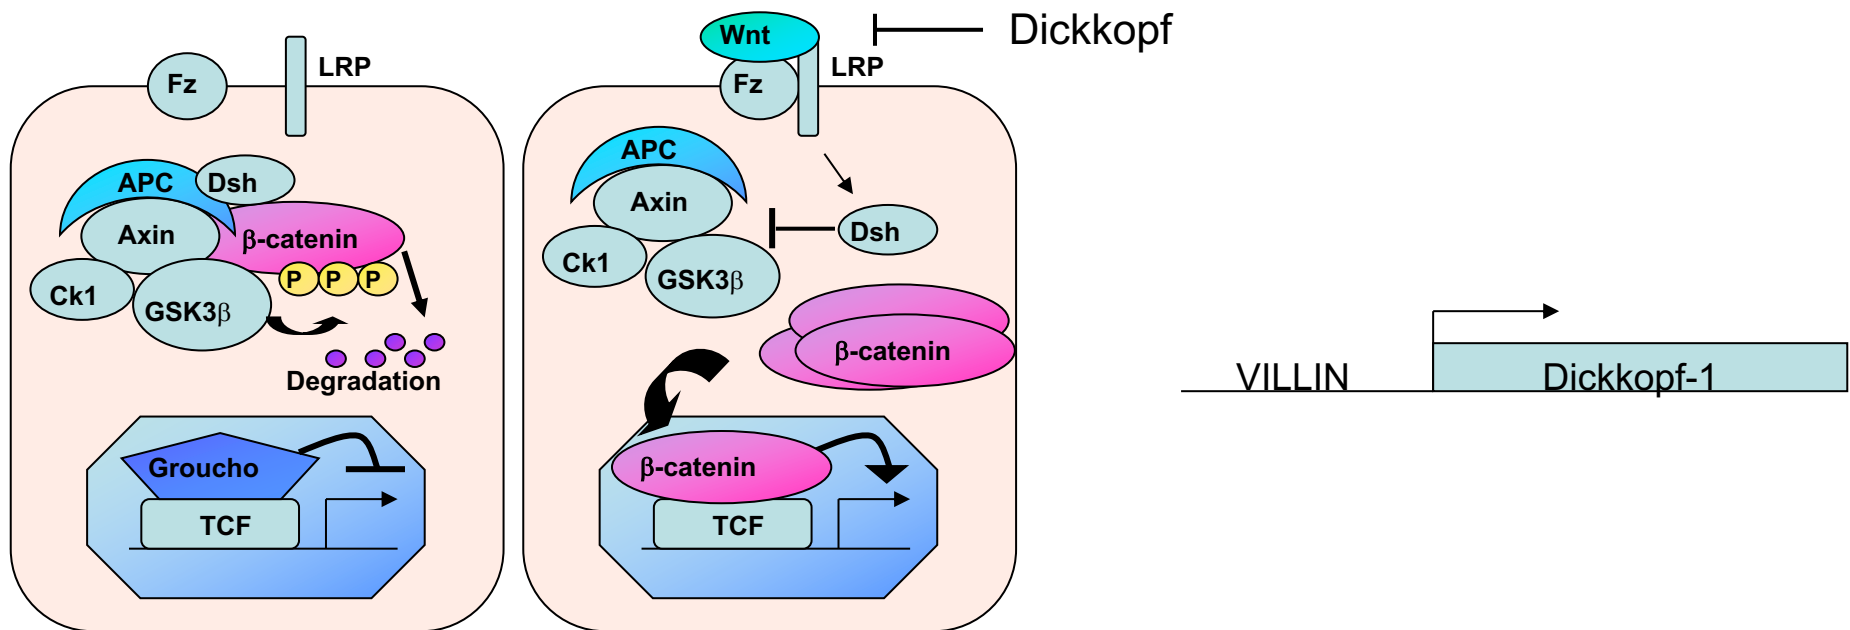 Fz
LRP
APC
Dsh
Axin
β-catenin
P P P
Ck1
GSK3β
Degradation
Groucho
TCF
Wnt
Dickkopf
Fz
LRP
APC
Axin
Dsh
Ck1
GSK3β
β-catenin
β-catenin
TCF
VILLIN
Dickkopf-1